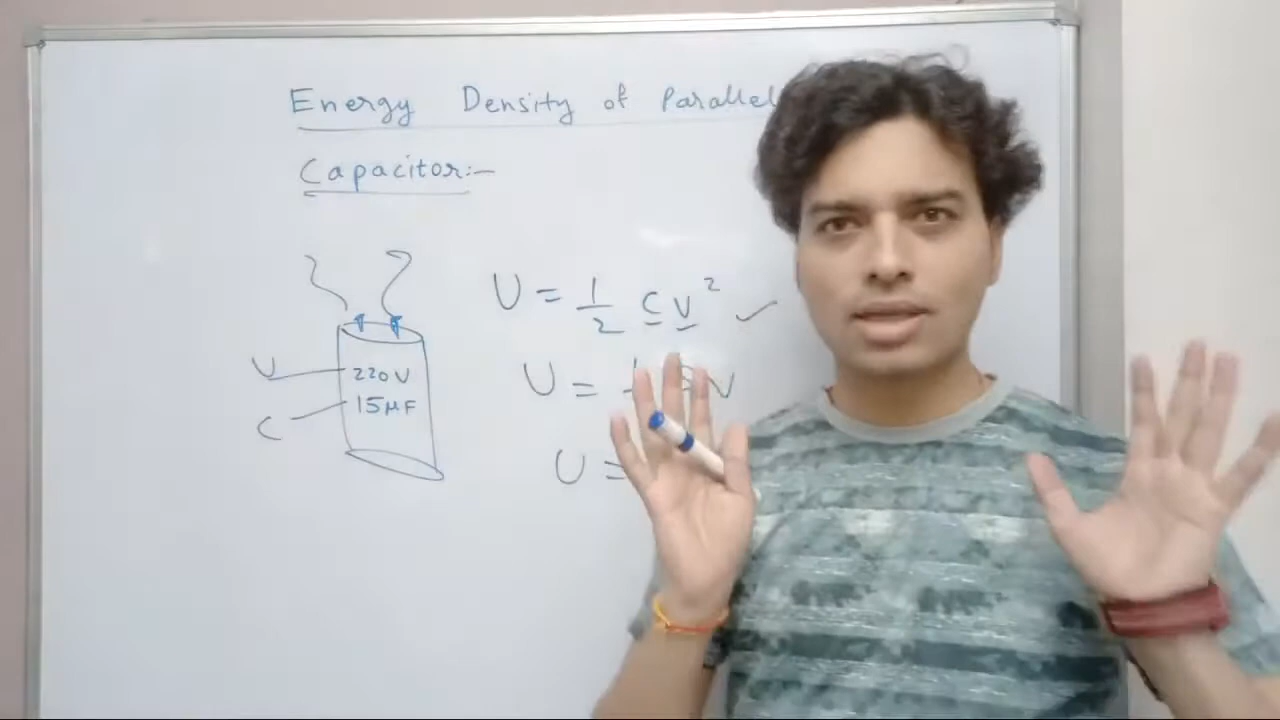 Energy Density of Parallel
Capacitor:-
U = 1/2 CV² ✓
V
220V
C
15μF
U = V
U =